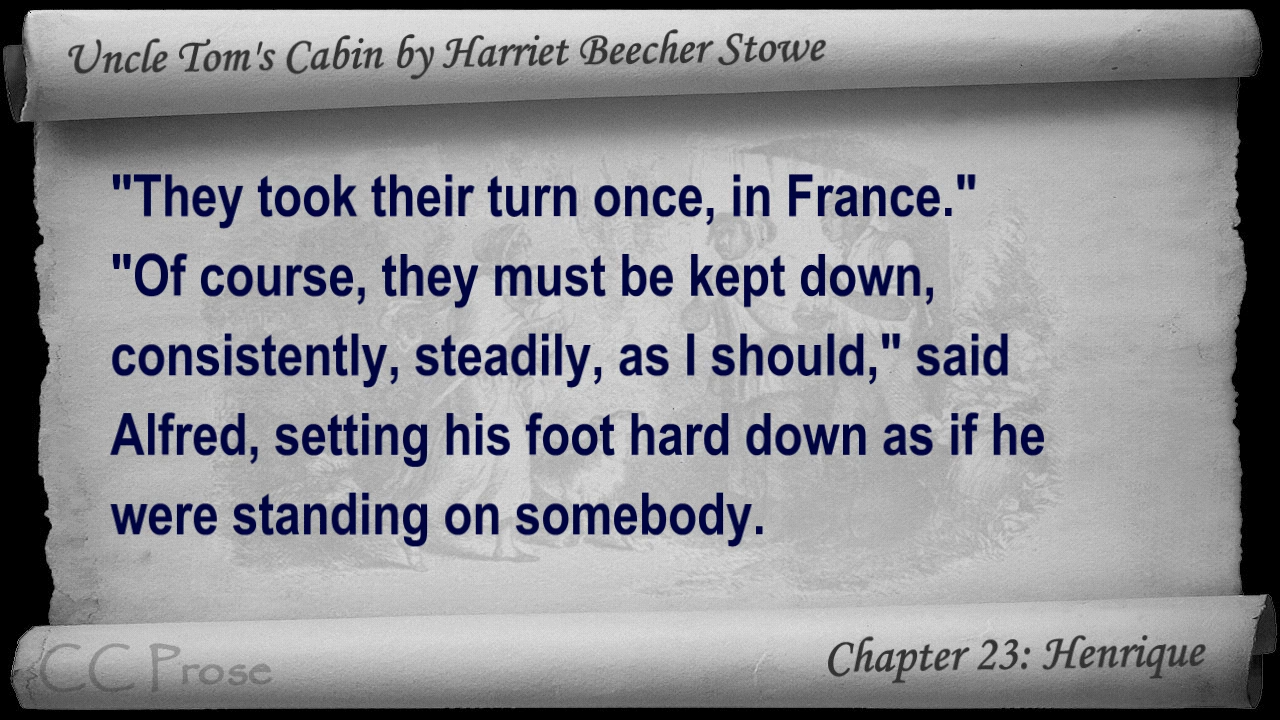 Uncle Tom's Cabin by Harriet Beecher Stowe
"They took their turn once, in France."
"Of course, they must be kept down,
consistently, steadily, as I should," said
Alfred, setting his foot hard down as if he
were standing on somebody.
CC Prose
Chapter 23: Henrique